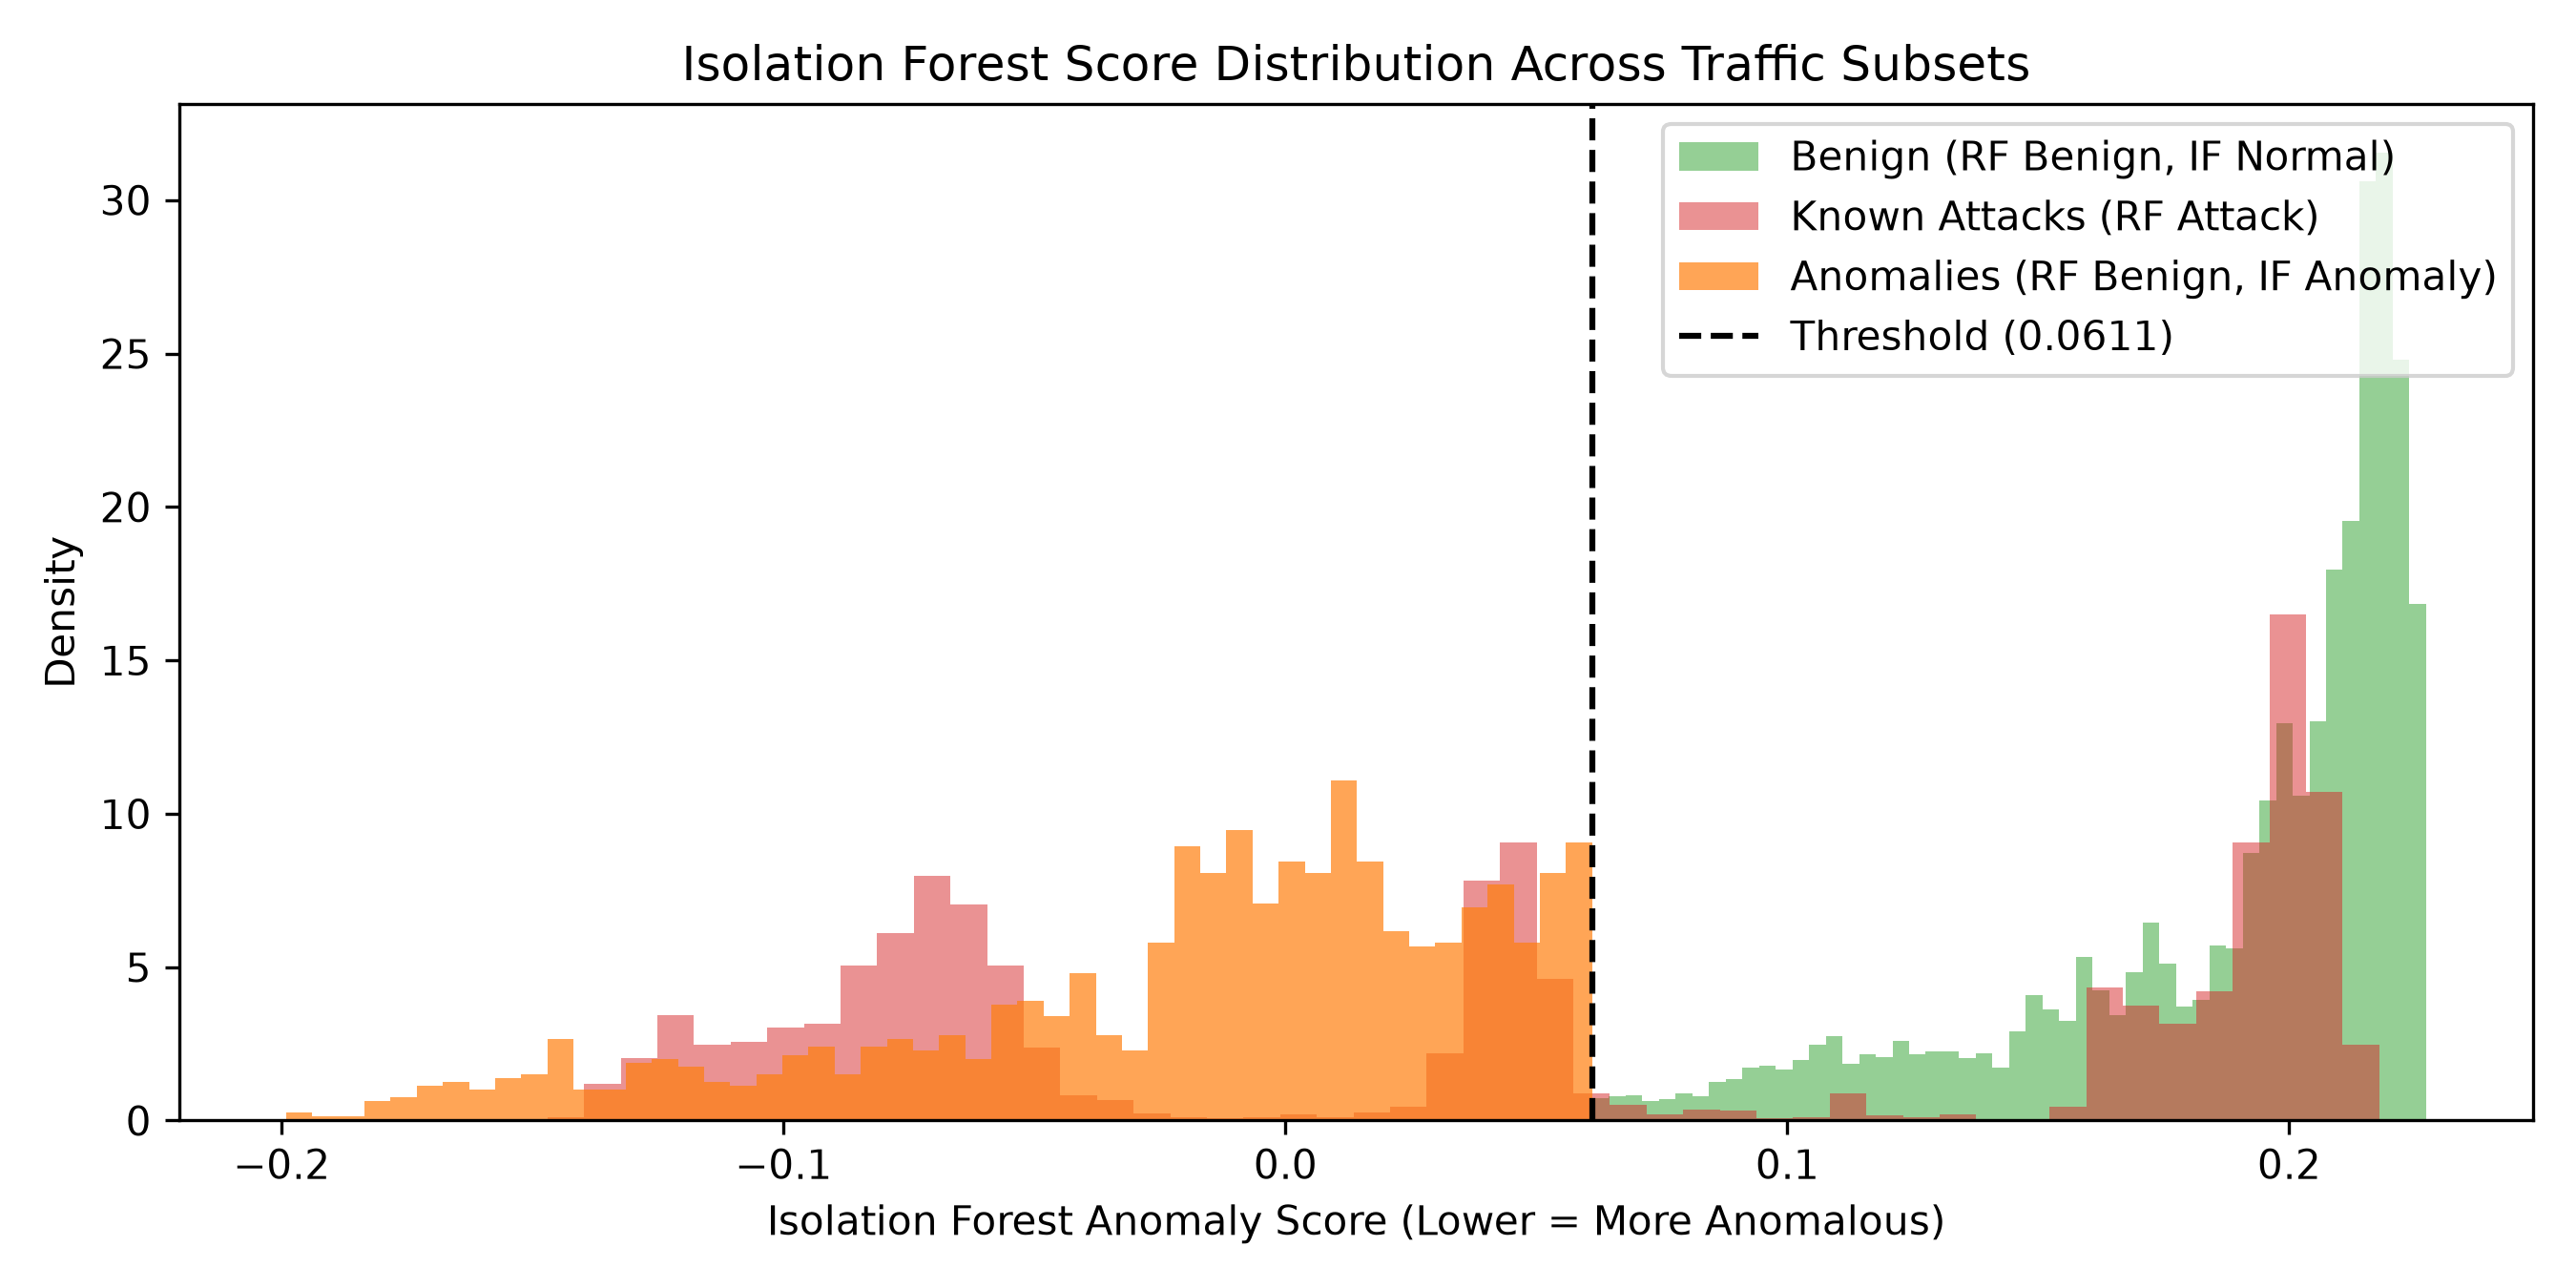 Isolation Forest Score Distribution Across Traffic Subsets
Benign (RF Benign, IF Normal)
Known Attacks (RF Attack)
Anomalies (RF Benign, IF Anomaly)
Threshold (0.0611)
Density
30
25
20
15
10
5
0
−0.2
−0.1
0.0
0.1
0.2
Isolation Forest Anomaly Score (Lower = More Anomalous)